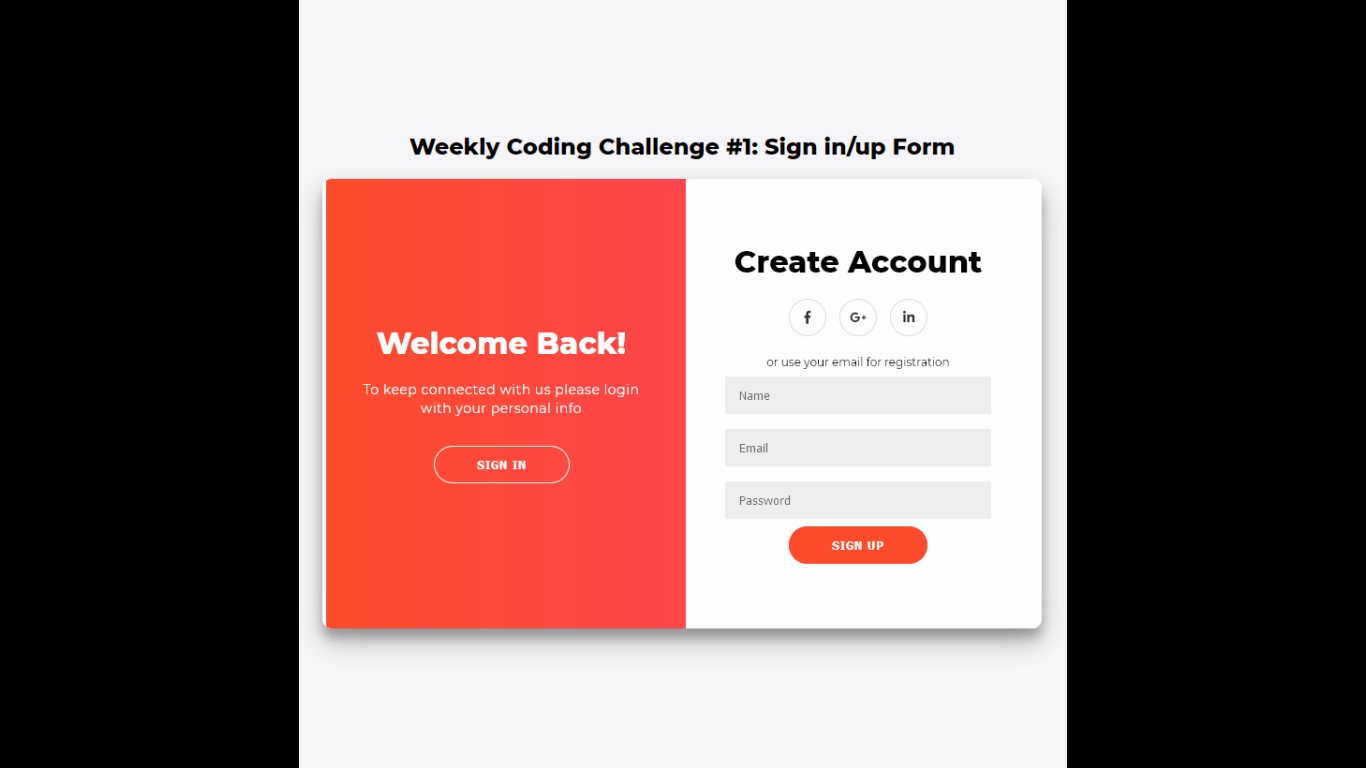 Weekly Coding Challenge #1: Sign in/up Form
Welcome Back!
To keep connected with us please login
with your personal info
SIGN IN
Create Account
f
G+
in
or use your email for registration
Name
Email
Password
SIGN UP